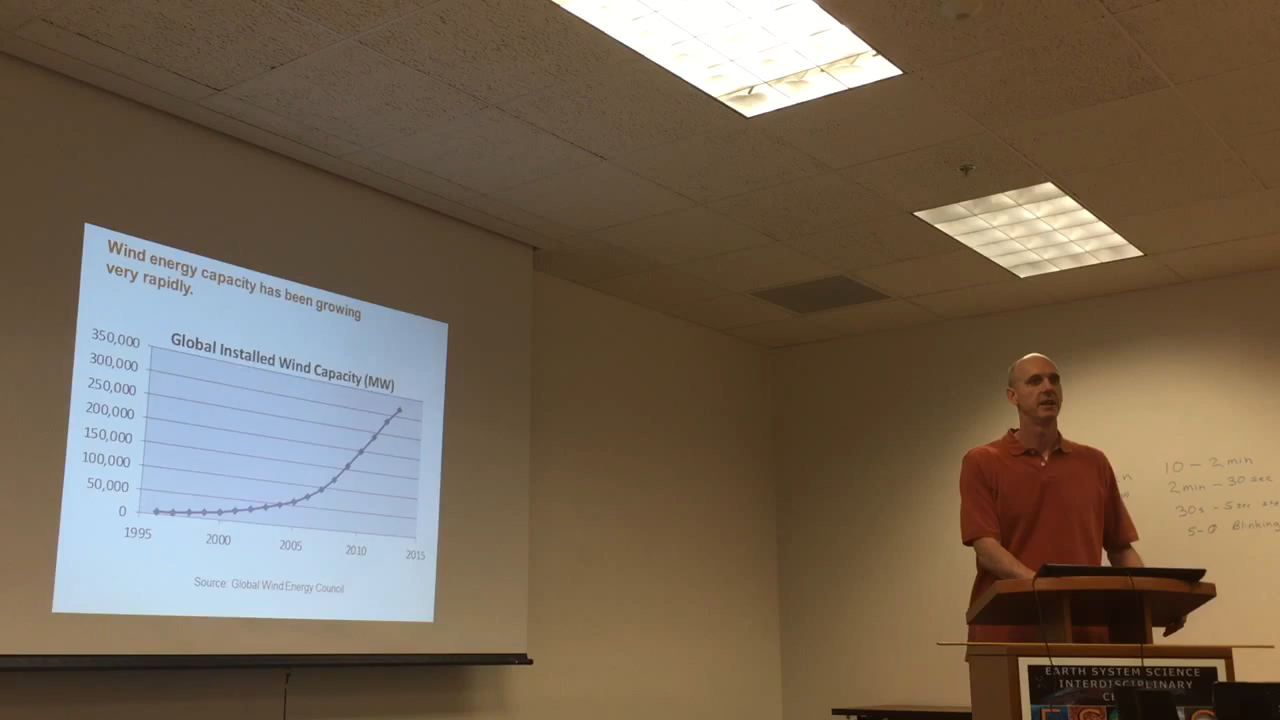 Wind energy capacity has been growing
very rapidly.
Global Installed Wind Capacity (MW)
350,000
300,000
250,000
200,000
150,000
100,000
50,000
0
1995
2000
2005
2010
2015
Source: Global Wind Energy Council
10 - 2 min
2 min - 30 sec
30s - 5 sec
5-0 Blinking
EARTH SYSTEM SCIENCE
INTERDISCIPLINARY